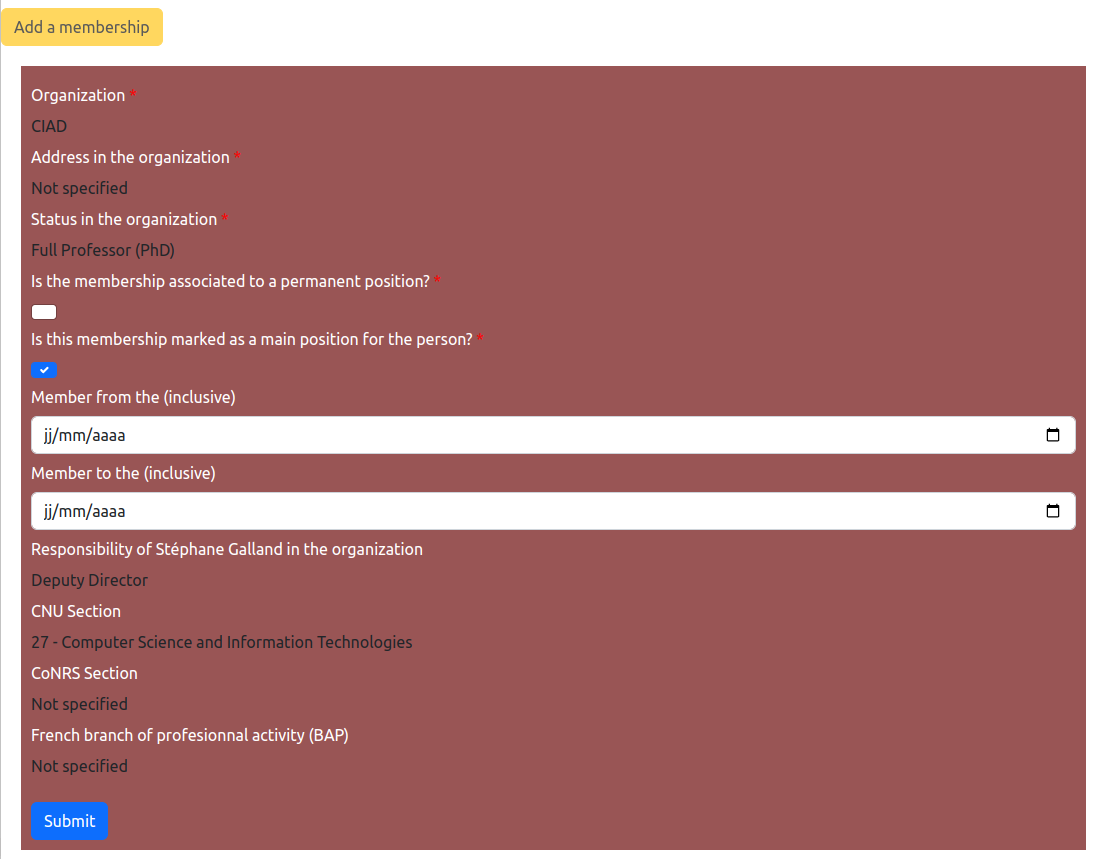 Add a membership
Organization *
CIAD
Address in the organization *
Not specified
Status in the organization *
Full Professor (PhD)
Is the membership associated to a permanent position? *
Is this membership marked as a main position for the person? *
Member from the (inclusive)
jj/mm/aaaa
Member to the (inclusive)
jj/mm/aaaa
Responsibility of Stéphane Galland in the organization
Deputy Director
CNU Section
27 - Computer Science and Information Technologies
CoNRS Section
Not specified
French branch of profesionnal activity (BAP)
Not specified
Submit